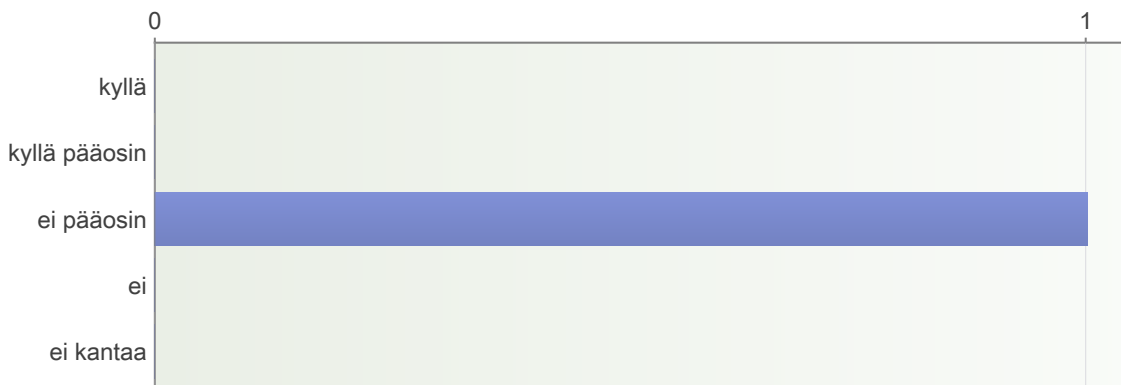 0 1
kyllä
kyllä pääosin
ei pääosin
ei
ei kantaa